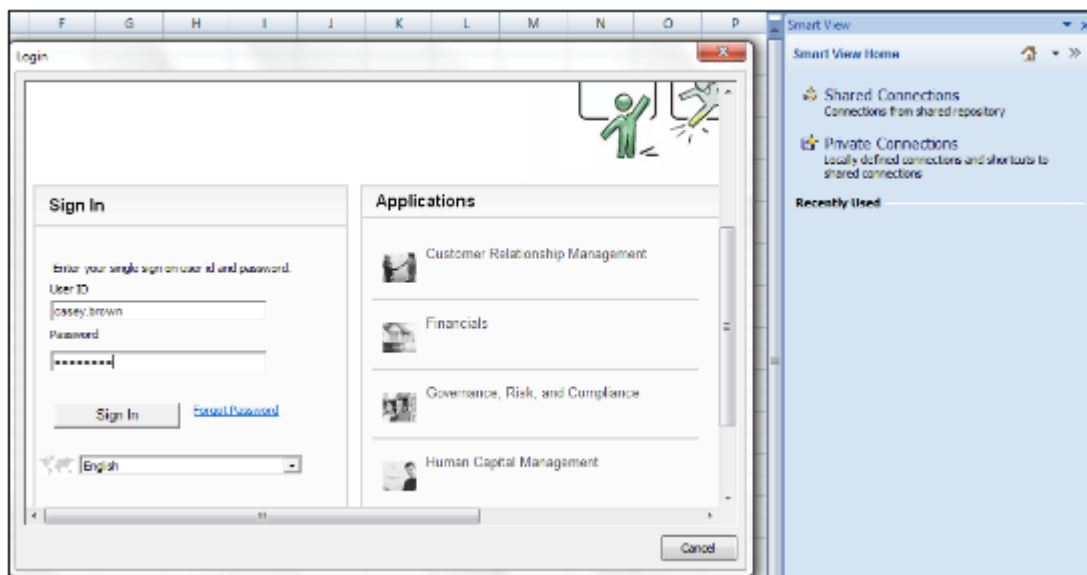 F G H I J K L M N O P
Smart View
Login
Smart View Home
Shared Connections
Connections from shared repository
Private Connections
Locally defined connections and shortcuts to
shared connections
Recently Used
Sign In
Enter your single sign on user id and password.
User ID
casey.brown
Password
Sign In
Forgot Password
English
Applications
Customer Relationship Management
Financials
Governance, Risk, and Compliance
Human Capital Management
Cancel